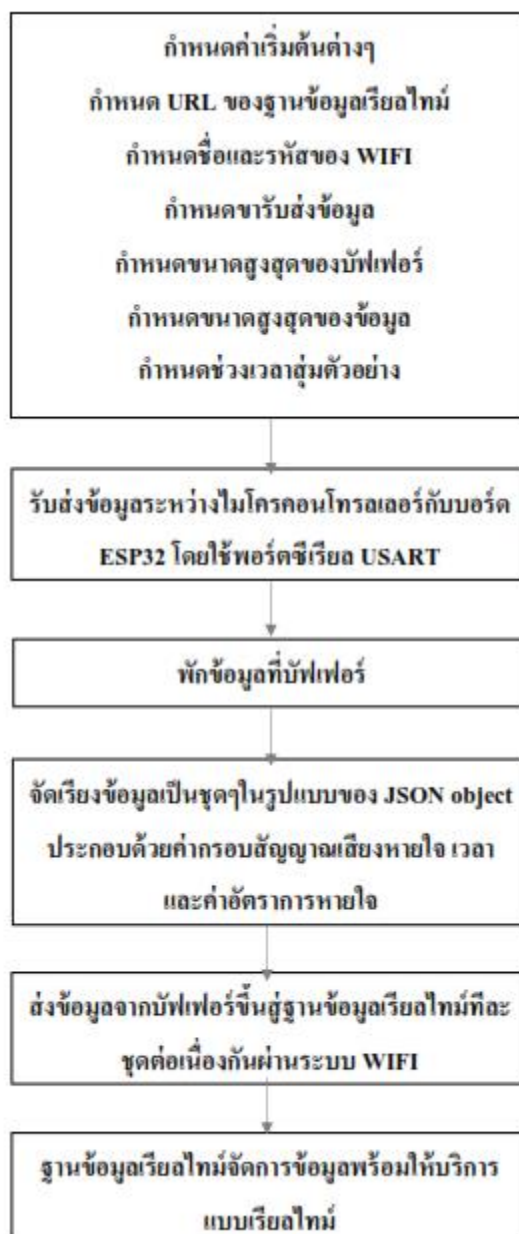 กำหนดค่าเริ่มต้นต่างๆ
กำหนด URL ของฐานข้อมูลเรียลไทม์
กำหนดชื่อและรหัสของ WIFI
กำหนดขารับส่งข้อมูล
กำหนดขนาดสูงสุดของบัฟเฟอร์
กำหนดขนาดสูงสุดของข้อมูล
กำหนดช่วงเวลาสุ่มตัวอย่าง
รับส่งข้อมูลระหว่างไมโครคอนโทรลเลอร์กับบอร์ด
ESP32 โดยใช้พอร์ตซีเรียล USART
พักข้อมูลที่บัฟเฟอร์
จัดเรียงข้อมูลเป็นชุดๆในรูปแบบของ JSON object
ประกอบด้วยค่ากรอบสัญญาณเสียงหายใจ เวลา
และค่าอัตราการหายใจ
ส่งข้อมูลจากบัฟเฟอร์ขึ้นสู่ฐานข้อมูลเรียลไทม์ทีละ
ชุดต่อเนื่องกันผ่านระบบ WIFI
ฐานข้อมูลเรียลไทม์จัดการข้อมูลพร้อมให้บริการ
แบบเรียลไทม์